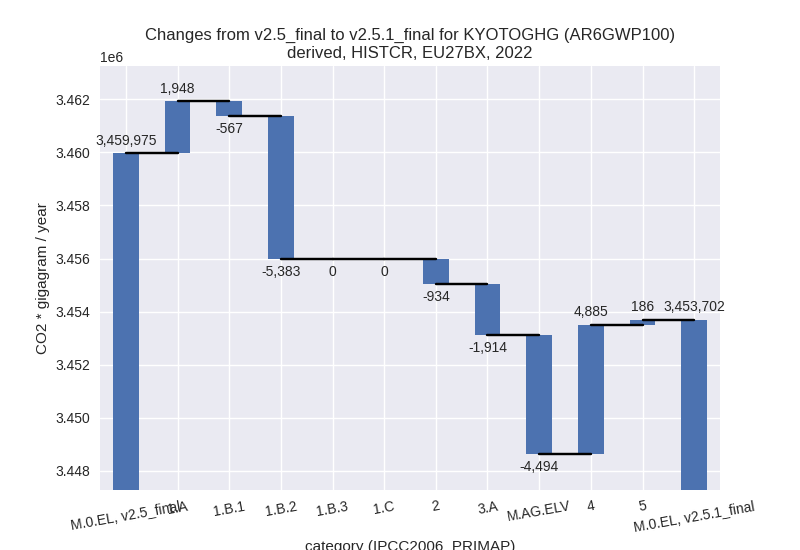 Changes from v2.5_final to v2.5.1_final for KYOTOGHG (AR6GWP100)
derived, HISTCR, EU27BX, 2022
1e6
3.462
3.460
3.458
3.456
3.454
3.452
3.450
3.448
CO2 * gigagram / year
3,459,975
1,948
-567
-5,383
0
0
-934
-1,914
-4,494
4,885
186
3,453,702
M.0.EL, v2.5_final
1.A
1.B.1
1.B.2
1.B.3
1.C
2
3.A
M.AG.ELV
4
5
M.0.EL, v2.5.1_final
category (IPCC2006_PRIMAP)